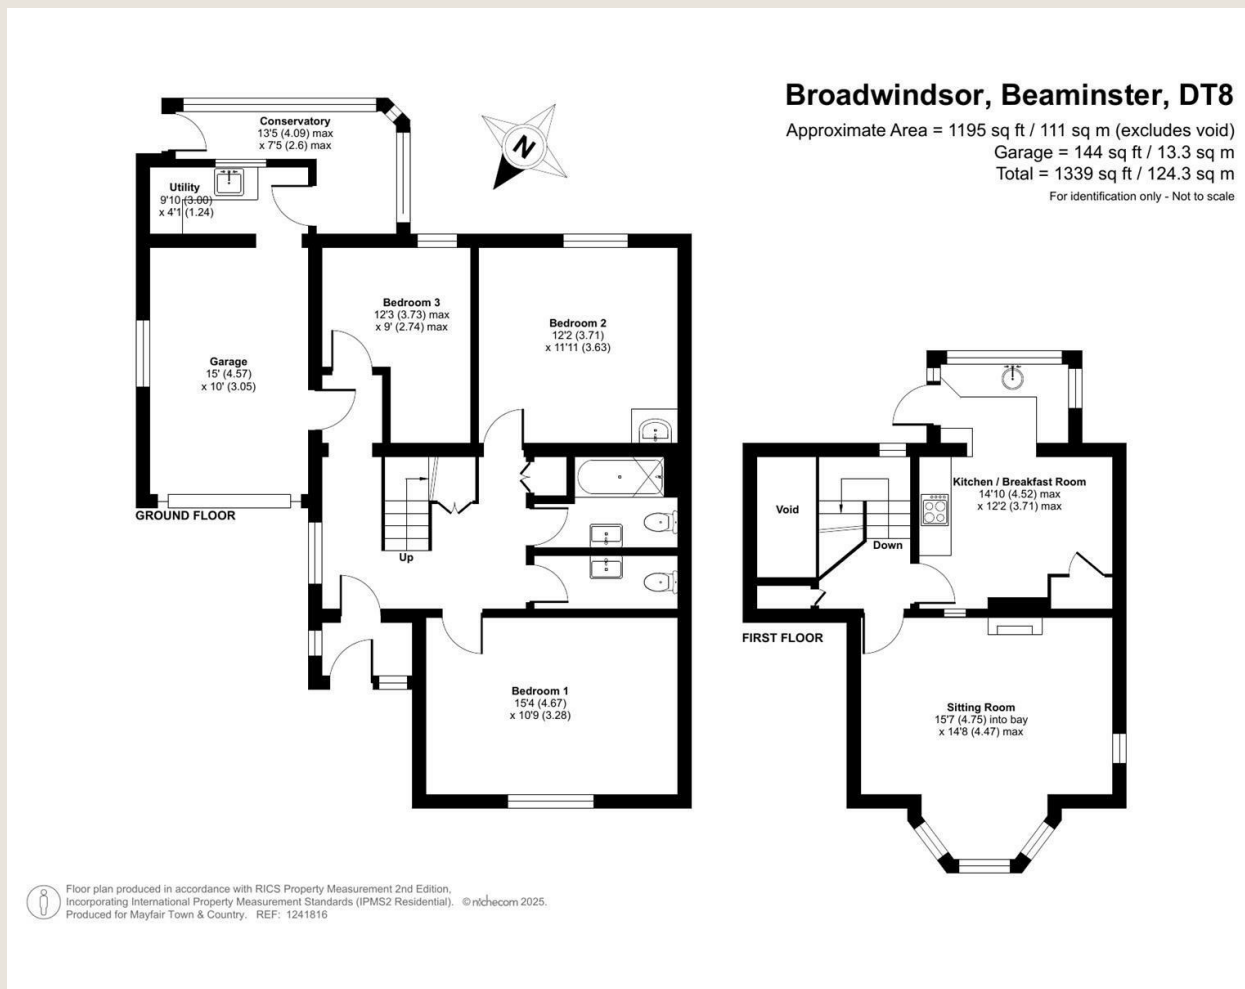 Broadwindsor, Beaminster, DT8
Approximate Area = 1195 sq ft / 111 sq m (excludes void)
Garage = 144 sq ft / 13.3 sq m
Total = 1339 sq ft / 124.3 sq m
For identification only - Not to scale
Conservatory
13'5 (4.09) max
x 7'5 (2.6) max
N
Utility
9'10 (3.00)
x 4'1 (1.24)
Bedroom 3
12'3 (3.73) max
x 9' (2.74) max
Bedroom 2
12'2 (3.71)
x 11'11 (3.63)
Garage
15' (4.57)
x 10' (3.05)
GROUND FLOOR
Up
Bedroom 1
15'4 (4.67)
x 10'9 (3.28)
Kitchen / Breakfast Room
14'10 (4.52) max
x 12'2 (3.71) max
Void
Down
FIRST FLOOR
Sitting Room
15'7 (4.75) into bay
x 14'8 (4.47) max
Floor plan produced in accordance with RICS Property Measurement 2nd Edition,
Incorporating International Property Measurement Standards (IPMS2 Residential). © nichecom 2025.
Produced for Mayfair Town & Country. REF: 1241816